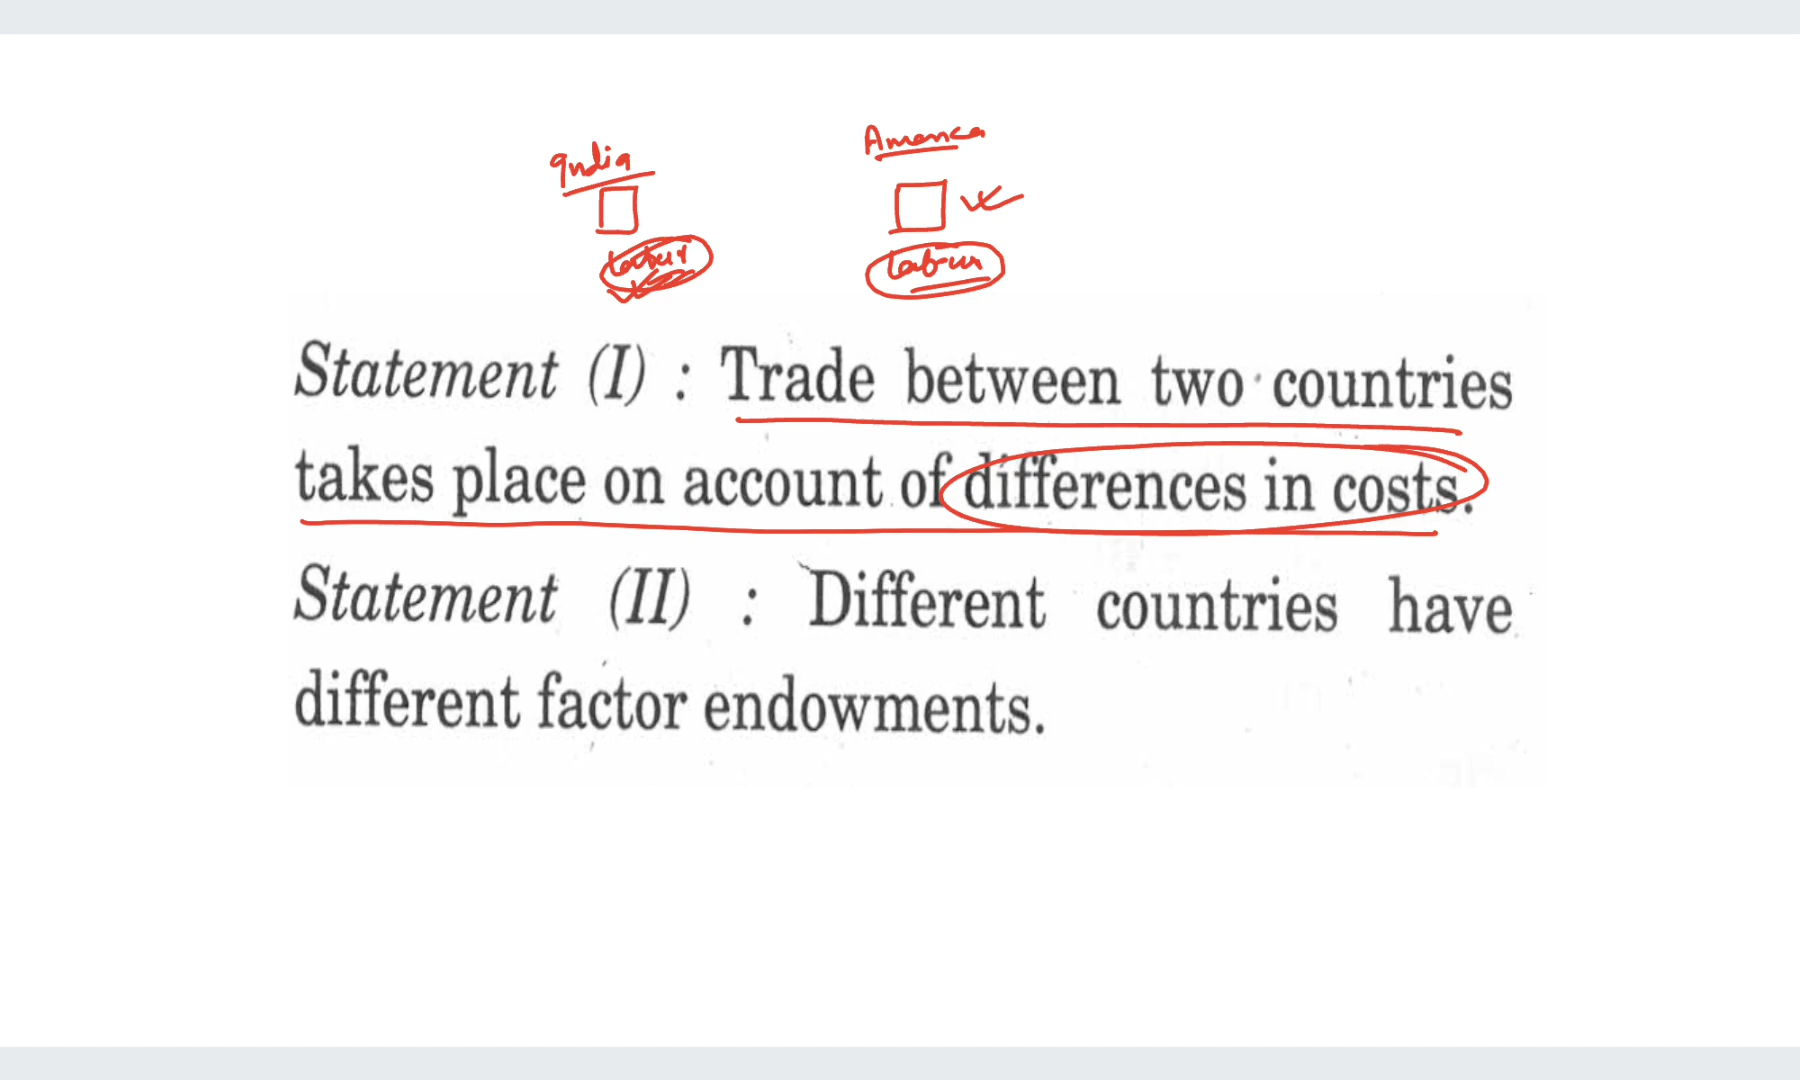 India
America
labour
labour
Statement (I) : Trade between two countries
takes place on account of differences in costs.
Statement (II) : Different countries have
different factor endowments.